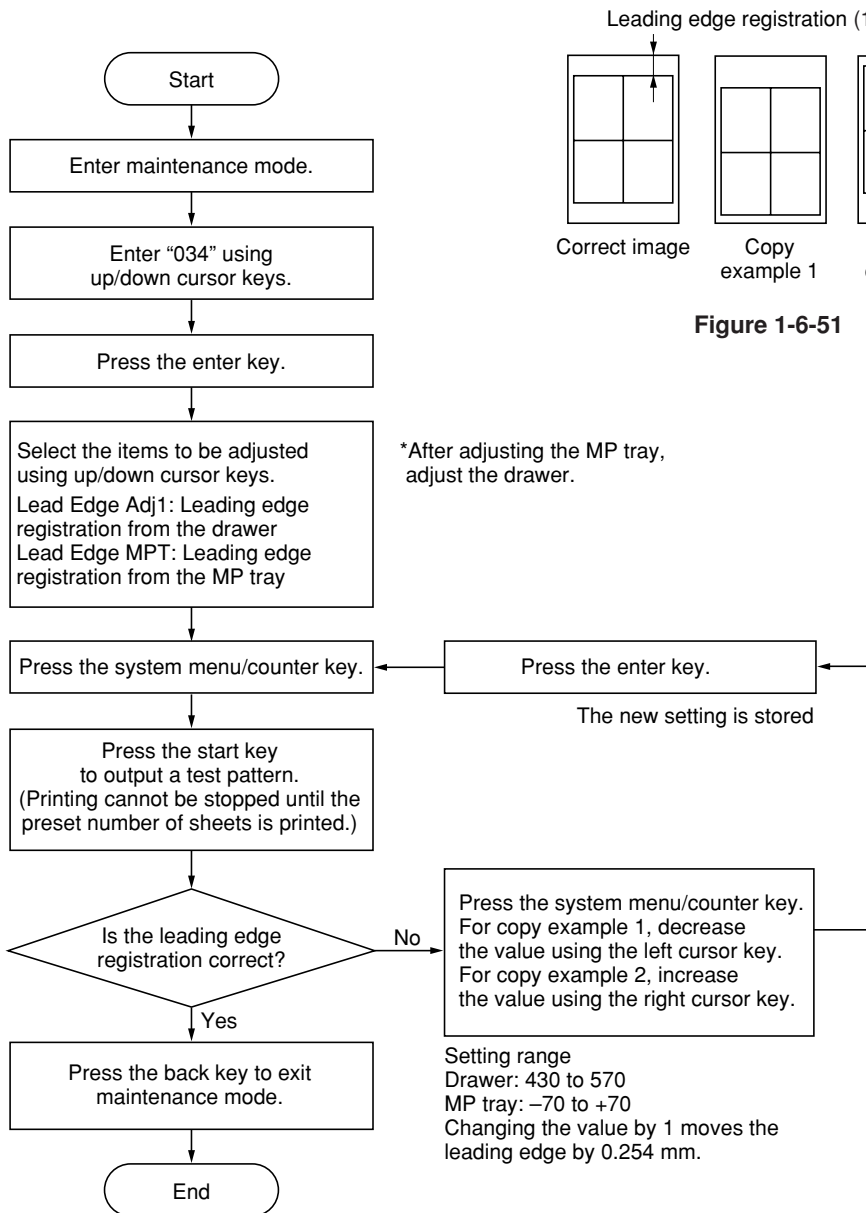 Leading edge registration (1
Start
Enter maintenance mode.
Enter “034” using
up/down cursor keys.
Press the enter key.
Correct image
Copy
example 1
Figure 1-6-51
Select the items to be adjusted
using up/down cursor keys.
Lead Edge Adj1: Leading edge
registration from the drawer
Lead Edge MPT: Leading edge
registration from the MP tray
*After adjusting the MP tray,
adjust the drawer.
Press the system menu/counter key.
Press the enter key.
The new setting is stored
Press the start key
to output a test pattern.
(Printing cannot be stopped until the
preset number of sheets is printed.)
Is the leading edge
registration correct?
No
Press the system menu/counter key.
For copy example 1, decrease
the value using the left cursor key.
For copy example 2, increase
the value using the right cursor key.
Yes
Setting range
Drawer: 430 to 570
MP tray: –70 to +70
Changing the value by 1 moves the
leading edge by 0.254 mm.
Press the back key to exit
maintenance mode.
End